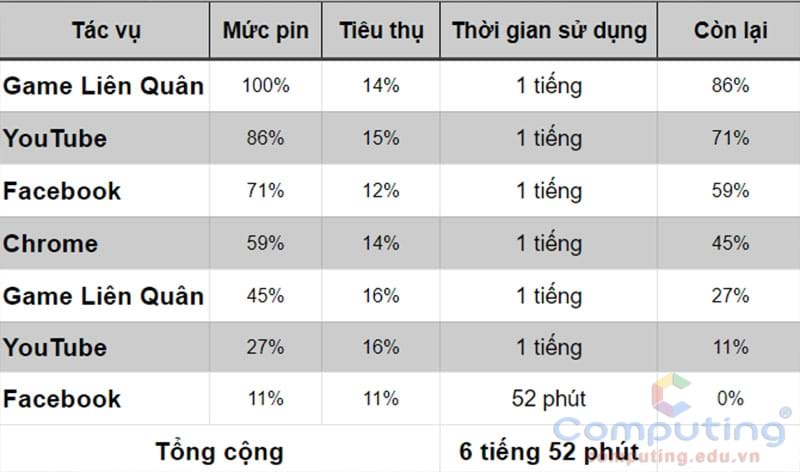 Tác vụ Mức pin Tiêu thụ Thời gian sử dụng Còn lại
Game Liên Quân 100% 14% 1 tiếng 86%
YouTube 86% 15% 1 tiếng 71%
Facebook 71% 12% 1 tiếng 59%
Chrome 59% 14% 1 tiếng 45%
Game Liên Quân 45% 16% 1 tiếng 27%
YouTube 27% 16% 1 tiếng 11%
Facebook 11% 11% 52 phút 0%
Computing®
Tổng cộng 6 tiếng 52 phút
computing.edu.vn